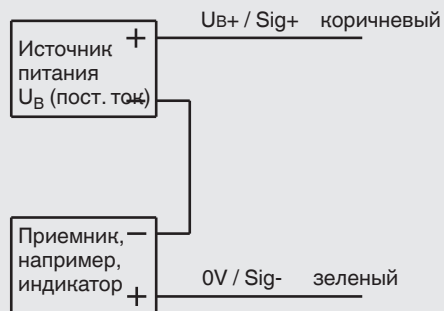 UB+ / Sig+ коричневый
+
Источник
питания
UB (пост. ток)
–
Приемник,
–
например,
индикатор
+
0V / Sig- зеленый